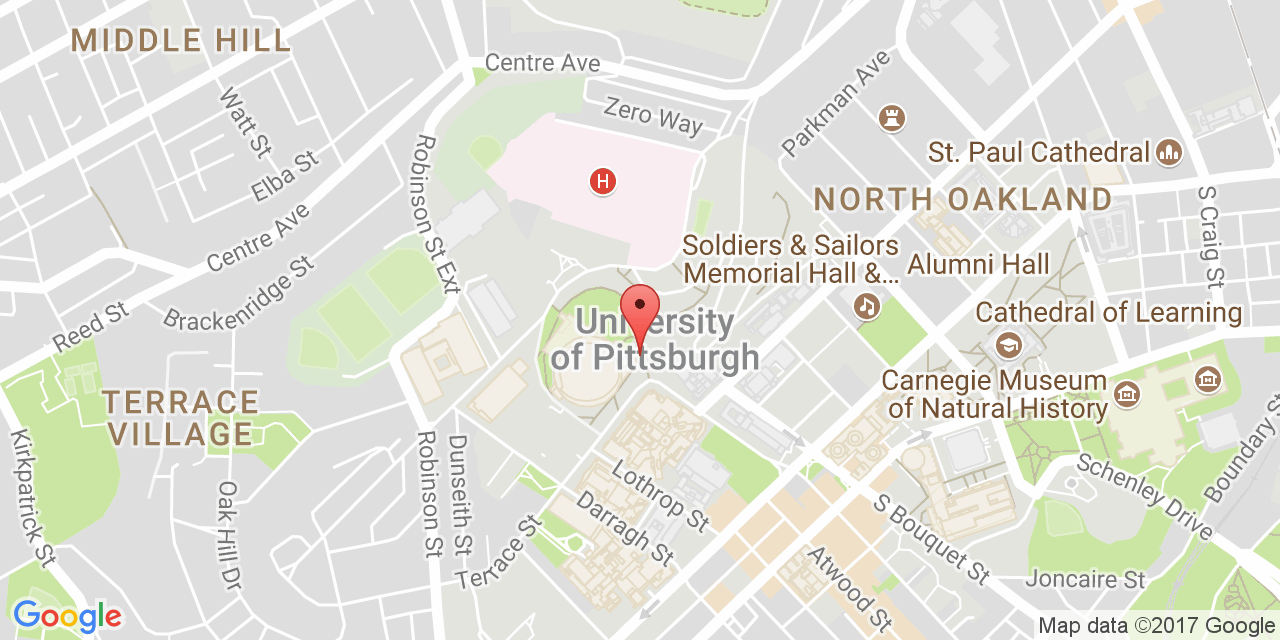 MIDDLE HILL
Centre Ave
Watt St
Zero Way
Parkman Ave
Elba St
Robinson St Ext
H
St. Paul Cathedral
NORTH OAKLAND
S Craig St
Centre Ave
Soldiers & Sailors
Memorial Hall &...
Alumni Hall
Brackenridge St
Reed St
Cathedral of Learning
University
of Pittsburgh
Carnegie Museum
of Natural History
TERRACE
VILLAGE
Kirkpatrick St
Oak Hill Dr
Robinson St
Dunseith St
Terrace St
Lothrop St
Darragh St
S Bouquet St
Atwood St
Schenley Drive
Boundary St
Joncaire St
Google
Map data ©2017 Google